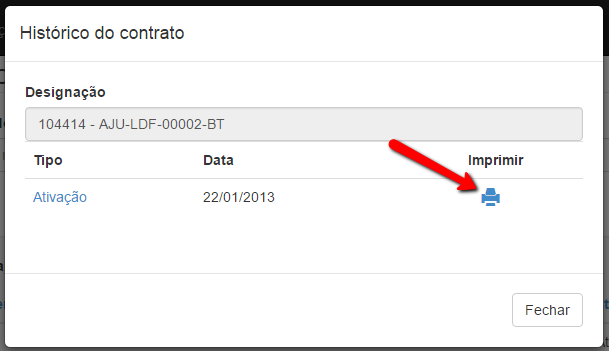 Histórico do contrato
Designação
104414 - AJU-LDF-00002-BT
Tipo Data Imprimir
Ativação 22/01/2013
Fechar